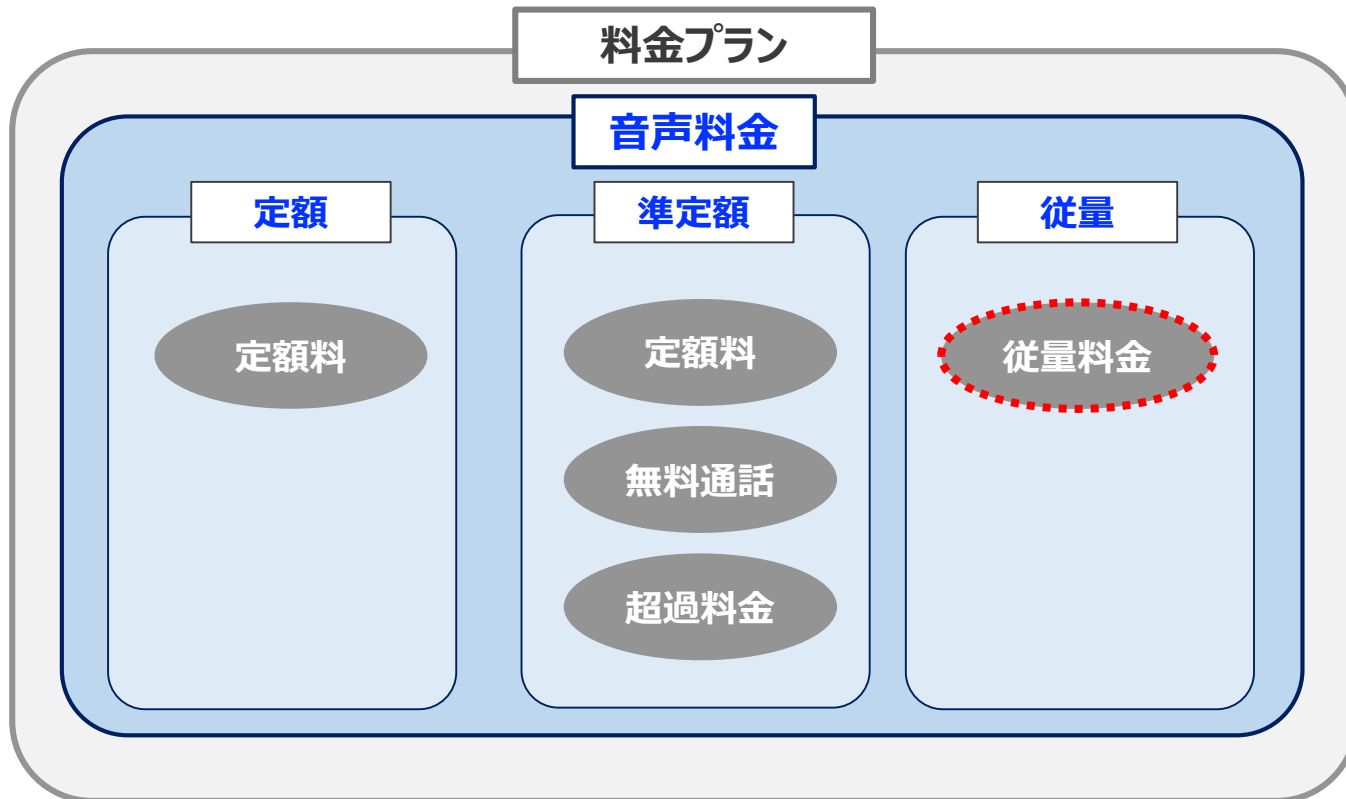 料金プラン
音声料金
定額
定額料
準定額
定額料
無料通話
超過料金
従量
従量料金